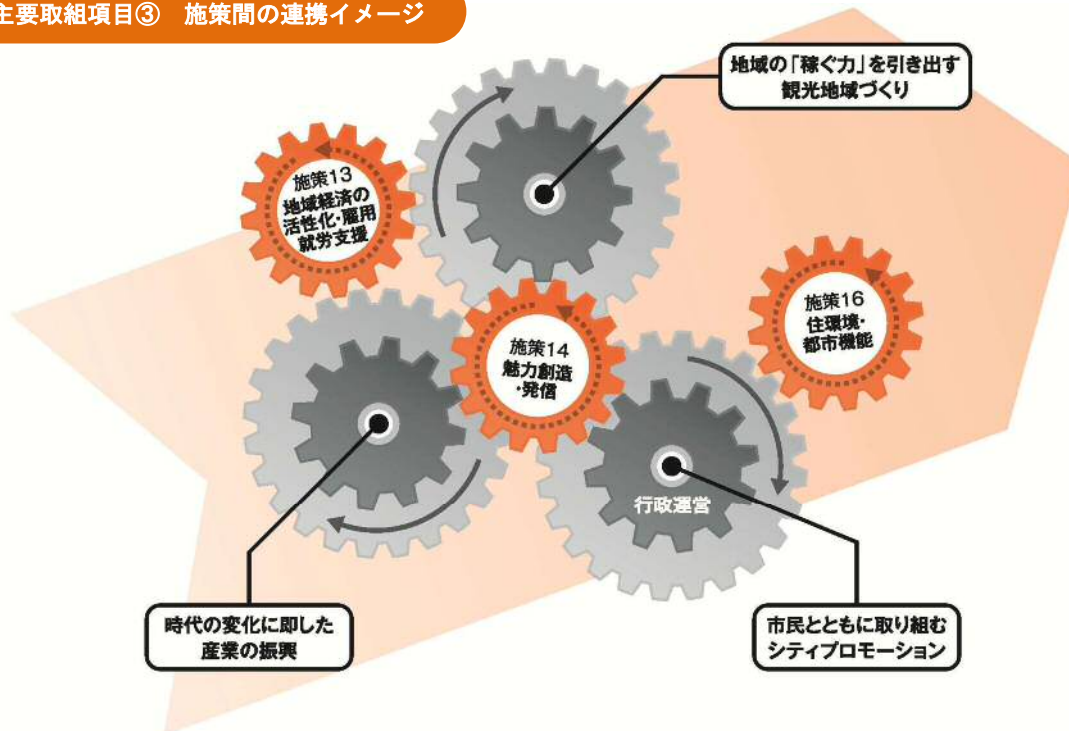 主要取組項目③ 施策間の連携イメージ
地域の「稼ぐ力」を引き出す
観光地域づくり
施策13
地域経済の
活性化・雇用
就労支援
施策16
住環境・
都市機能
施策14
魅力創造
・発信
行政運営
時代の変化に即した
産業の振興
市民とともに取り組む
シティプロモーション